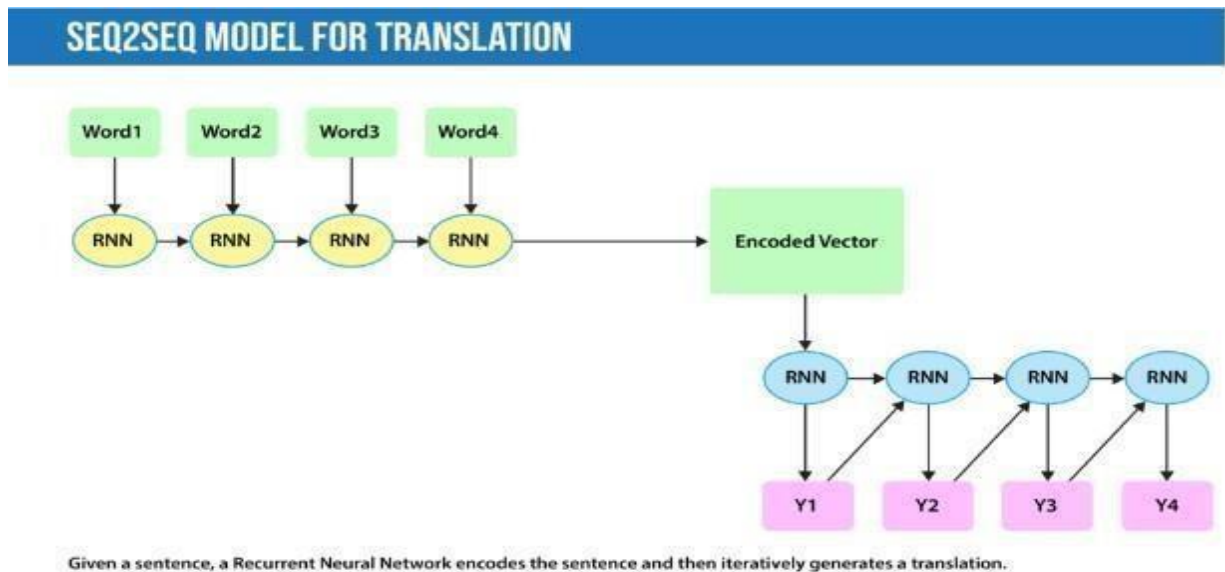 SEQ2SEQ MODEL FOR TRANSLATION
Word1 Word2 Word3 Word4
RNN RNN RNN RNN Encoded Vector
RNN RNN RNN RNN
Y1 Y2 Y3 Y4
Given a sentence, a Recurrent Neural Network encodes the sentence and then iteratively generates a translation.